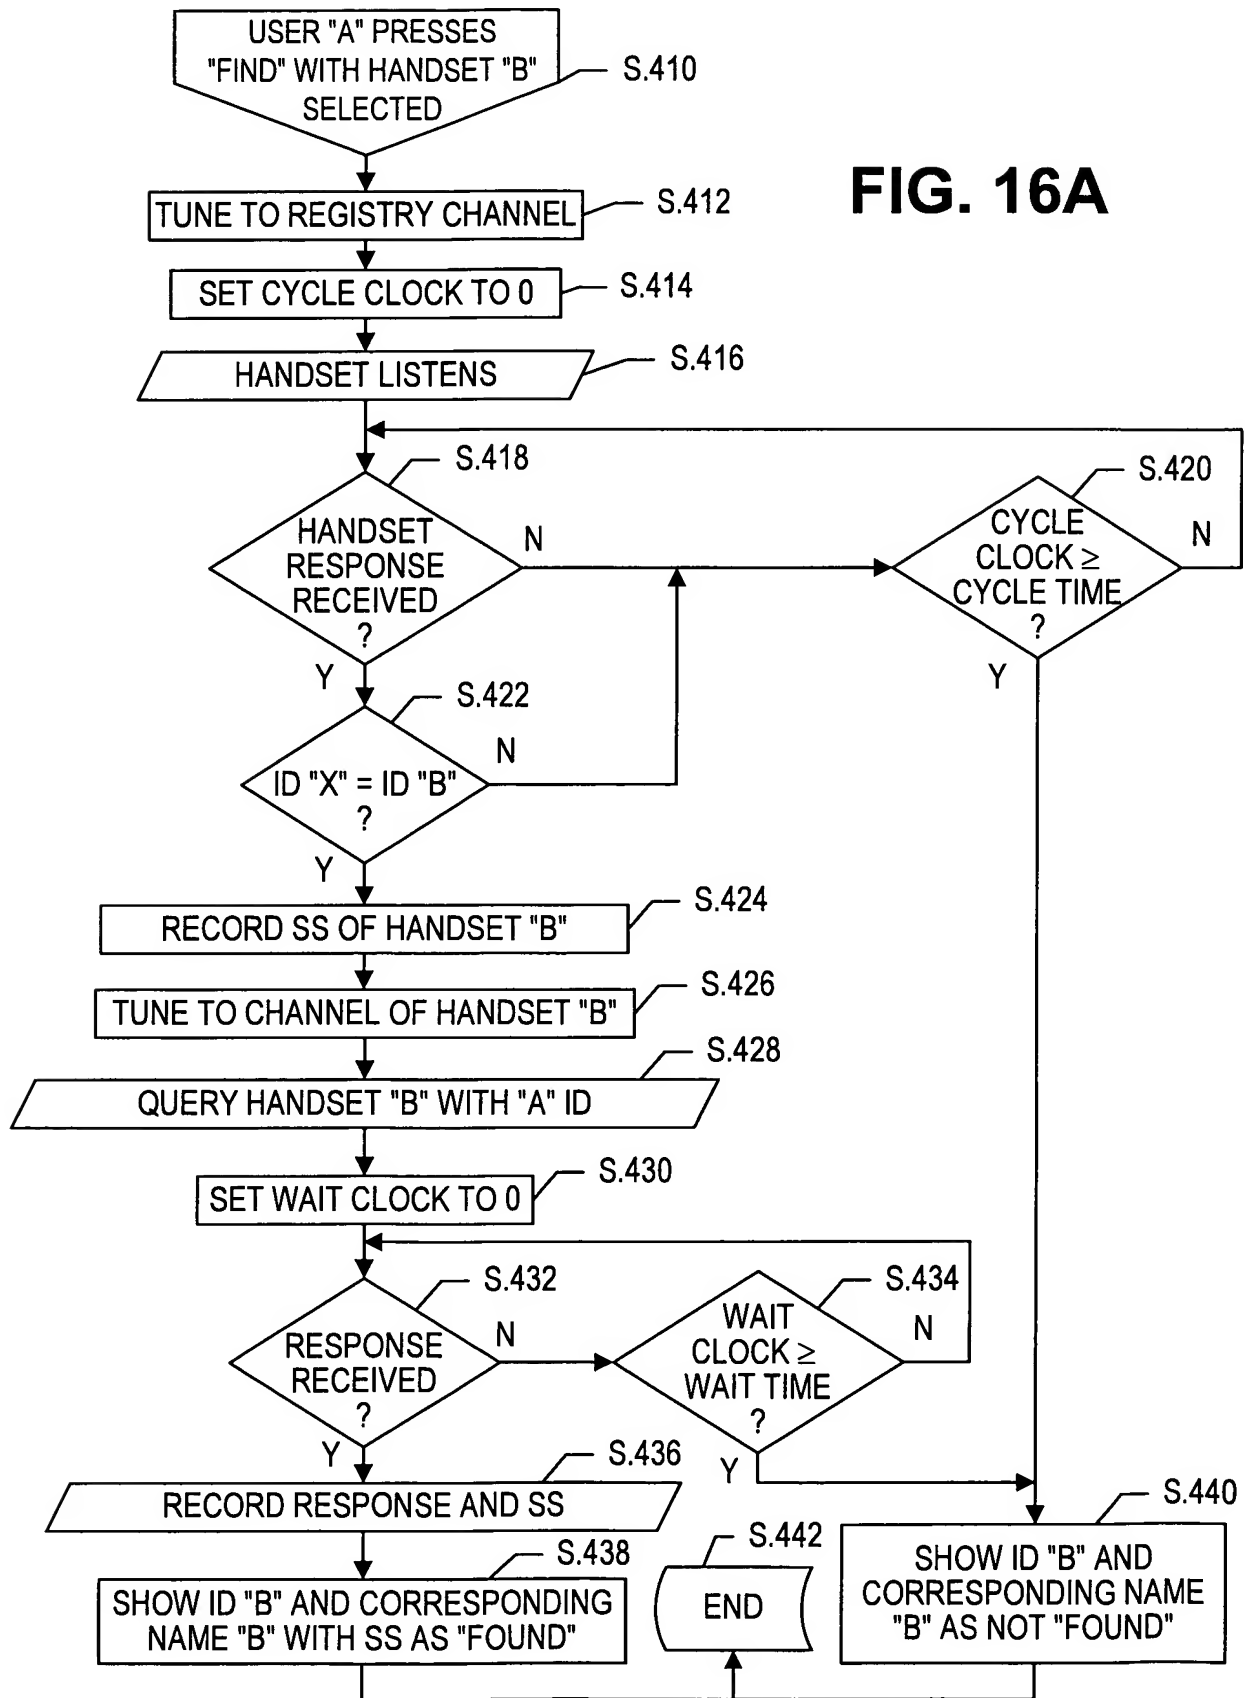 USER "A" PRESSES
"FIND" WITH HANDSET "B"
SELECTED
S.410
FIG. 16A
TUNE TO REGISTRY CHANNEL
S.412
SET CYCLE CLOCK TO 0
S.414
HANDSET LISTENS
S.416
S.418
HANDSET
RESPONSE
RECEIVED
?
N
Y
S.420
CYCLE
CLOCK ≥
CYCLE TIME
?
N
Y
S.422
ID "X" = ID "B"
?
N
Y
RECORD SS OF HANDSET "B"
S.424
TUNE TO CHANNEL OF HANDSET "B"
S.426
QUERY HANDSET "B" WITH "A" ID
S.428
SET WAIT CLOCK TO 0
S.430
S.432
RESPONSE
RECEIVED
?
N
Y
S.434
WAIT
CLOCK ≥
WAIT TIME
?
N
Y
RECORD RESPONSE AND SS
S.436
S.438
SHOW ID "B" AND CORRESPONDING
NAME "B" WITH SS AS "FOUND"
S.442
END
S.440
SHOW ID "B" AND
CORRESPONDING NAME
"B" AS NOT "FOUND"